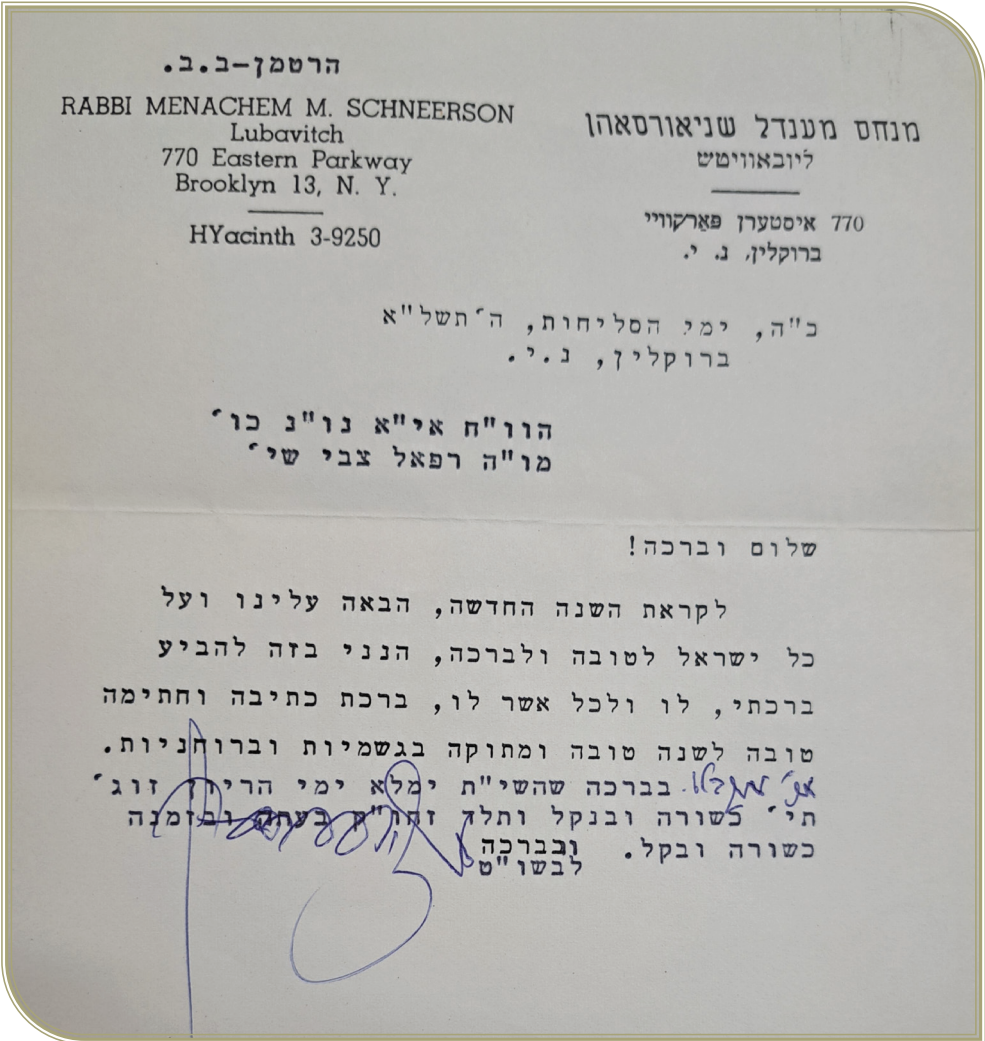 הרטמן-ב.ב.
RABBI MENACHEM M. SCHNEERSON
Lubavitch
770 Eastern Parkway
Brooklyn 13, N. Y.
HYacinth 3-9250
מנחם מענדל שניאורסאהן
ליובאוויטש
770 איסטערן פּאַרקוויי
ברוקלין, נ. י.
כ"ה, ימי הסליחות, ה'תשל"א
ברוקלין, נ.י.
הוו"ח אי"א נו"נ כו'
מו"ה רפאל צבי שי'
שלום וברכה!
לקראת השנה החדשה, הבאה עלינו ועל
כל ישראל לטובה ולברכה, הנני בזה להביע
ברכתי, לו ולכל אשר לו, ברכת כתיבה וחתימה
טובה לשנה טובה ומתוקה בגשמיות וברוחניות.
בברכה שהשי"ת ימלא ימי הריון זוג'
תי' כשורה ובנקל ותלד זחו"ק בעתה ובזמנה
כשורה ובקל. ובברכה
לבשו"ט